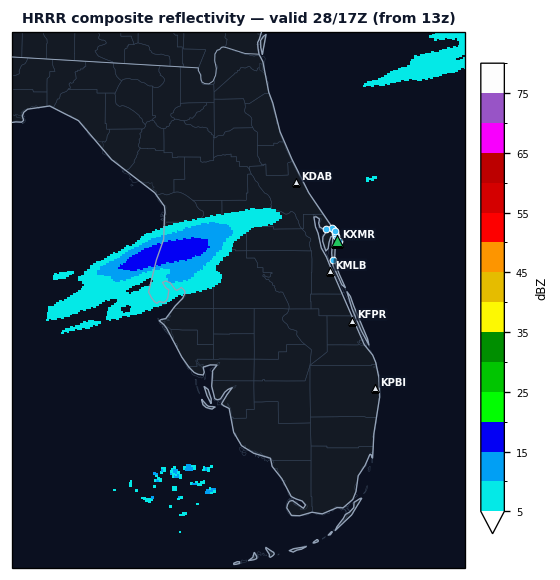 HRRR composite reflectivity — valid 28/17Z (from 13z)
KDAB
KXMR
KMLB
KFPR
KPBI
75
65
55
45
35
25
15
5
dBZ